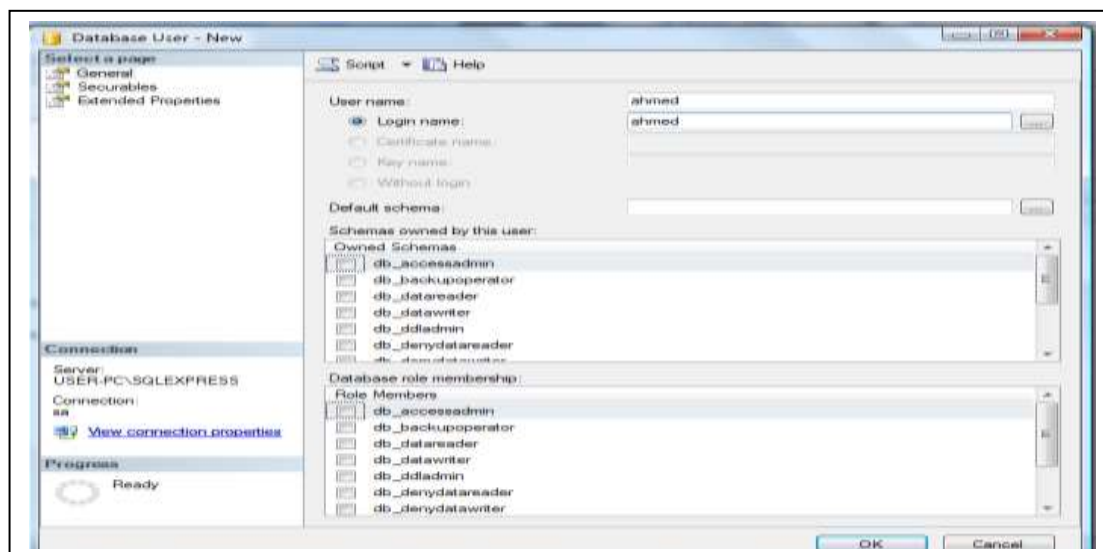 Database User - New
Select a page
General
Securables
Extended Properties
Script Help
User name: ahmed
Login name: ahmed
Certificate name:
Key name:
Without login
Default schema:
Schemas owned by this user:
Owned Schemas
db_accessadmin
db_backupoperator
db_datareader
db_datawriter
db_ddladmin
db_denydatareader
db_denydatawriter
Connection
Server:
USER-PC\SQLEXPRESS
Connection:
sa
View connection properties
Progress
Ready
Database role membership:
Role Members
db_accessadmin
db_backupoperator
db_datareader
db_datawriter
db_ddladmin
db_denydatareader
db_denydatawriter
OK Cancel